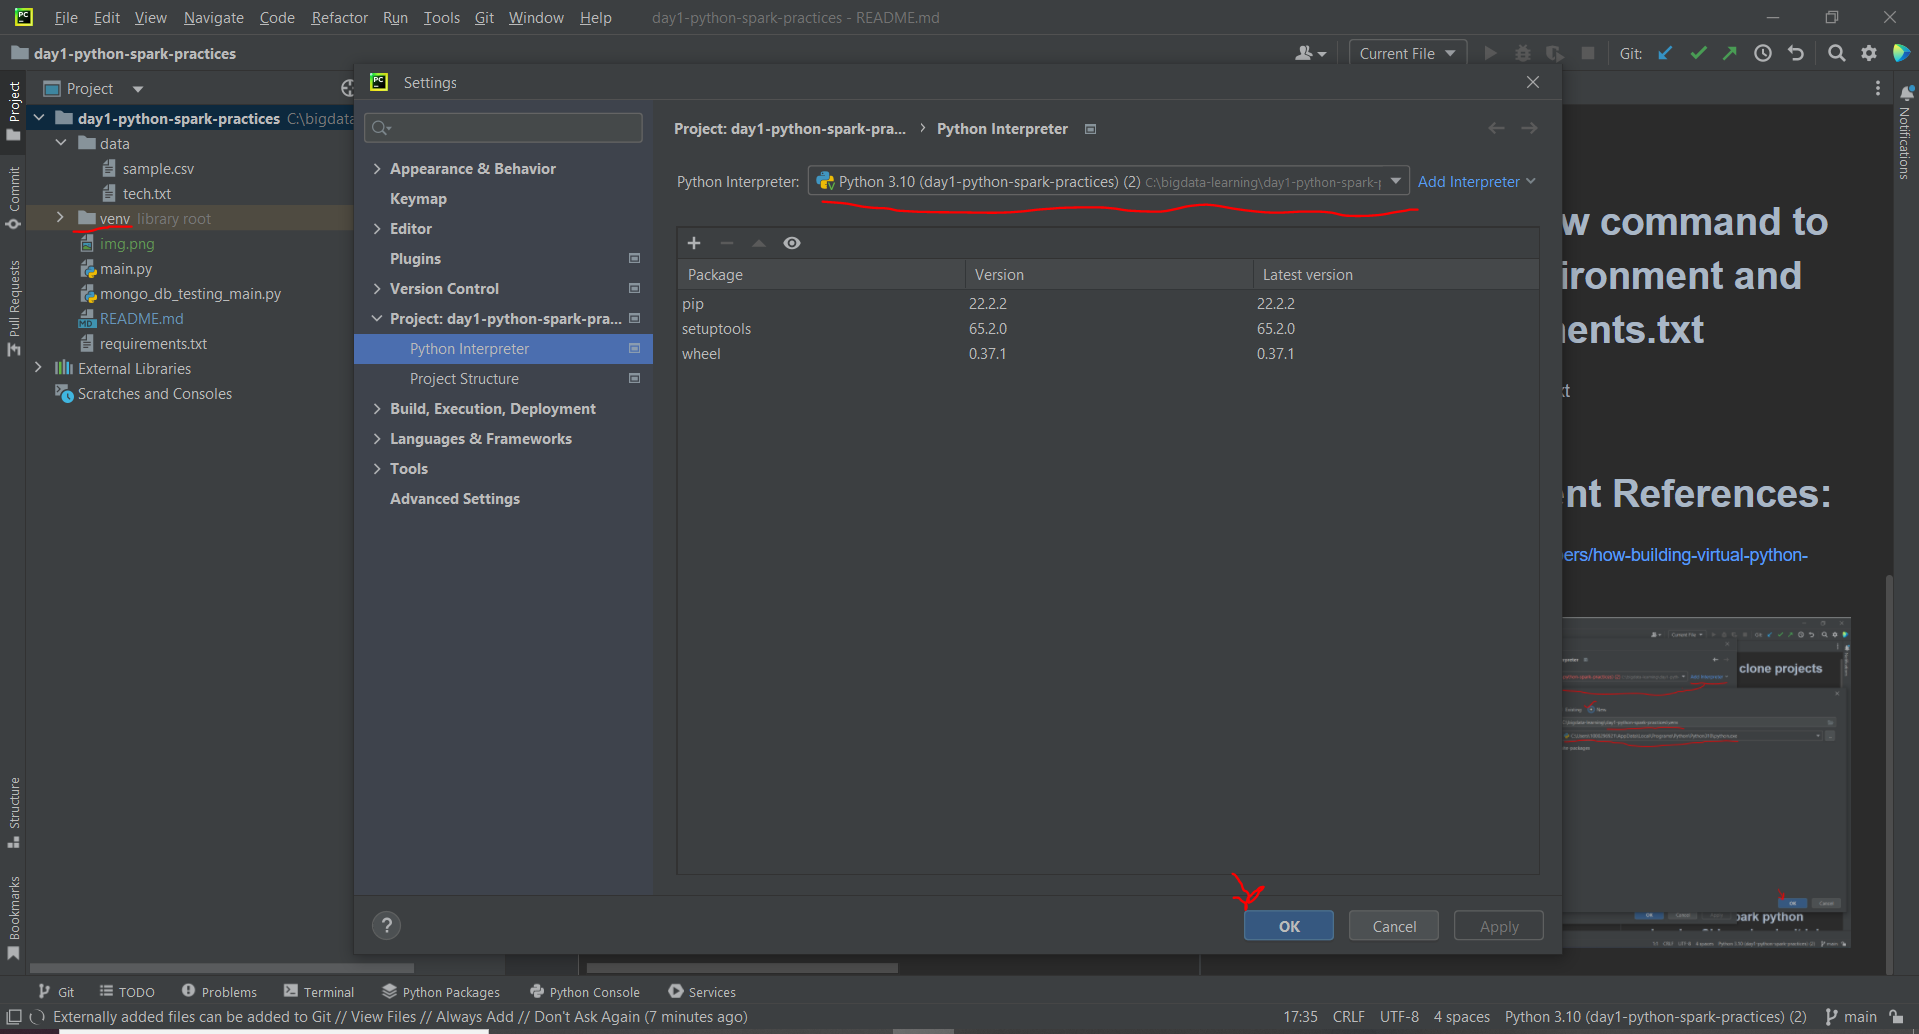 File Edit View Navigate Code Refactor Run Tools Git Window Help day1-python-spark-practices - README.md
day1-python-spark-practices
Current File
Git:
Project
Project
day1-python-spark-practices C:\bigdata
data
sample.csv
tech.txt
venv library root
img.png
main.py
mongo_db_testing_main.py
README.md
requirements.txt
External Libraries
Scratches and Consoles
Commit
Pull Requests
Structure
Bookmarks
Notifications
Settings
Appearance & Behavior
Keymap
Editor
Plugins
Version Control
Project: day1-python-spark-pra...
Python Interpreter
Project Structure
Build, Execution, Deployment
Languages & Frameworks
Tools
Advanced Settings
Project: day1-python-spark-pra... › Python Interpreter
Python Interpreter: Python 3.10 (day1-python-spark-practices) (2) C:\bigdata-learning\day1-python-spark-p Add Interpreter
Package Version Latest version
pip 22.2.2 22.2.2
setuptools 65.2.0 65.2.0
wheel 0.37.1 0.37.1
? OK Cancel Apply
w command to
ironment and
ents.txt
xt
nt References:
ers/how-building-virtual-python-
clone projects
OK Cancel
park python
Git TODO Problems Terminal Python Packages Python Console Services
Externally added files can be added to Git // View Files // Always Add // Don't Ask Again (7 minutes ago) 17:35 CRLF UTF-8 4 spaces Python 3.10 (day1-python-spark-practices) (2) main